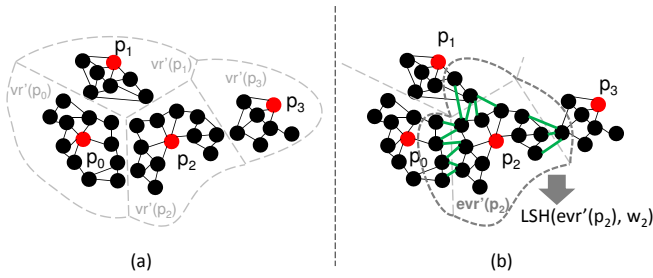 p1
vr'(p1)
vr'(p0)
vr'(p3)
p3
p0
p2
vr'(p2)
(a)
p1
p3
p0
p2
evr'(p2)
LSH(evr'(p2), w2)
(b)